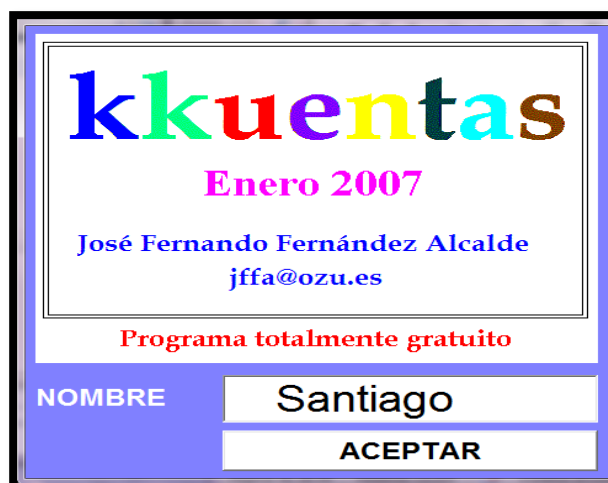 kkuentas
Enero 2007
José Fernando Fernández Alcalde
jffa@ozu.es
Programa totalmente gratuito
NOMBRE Santiago
ACEPTAR